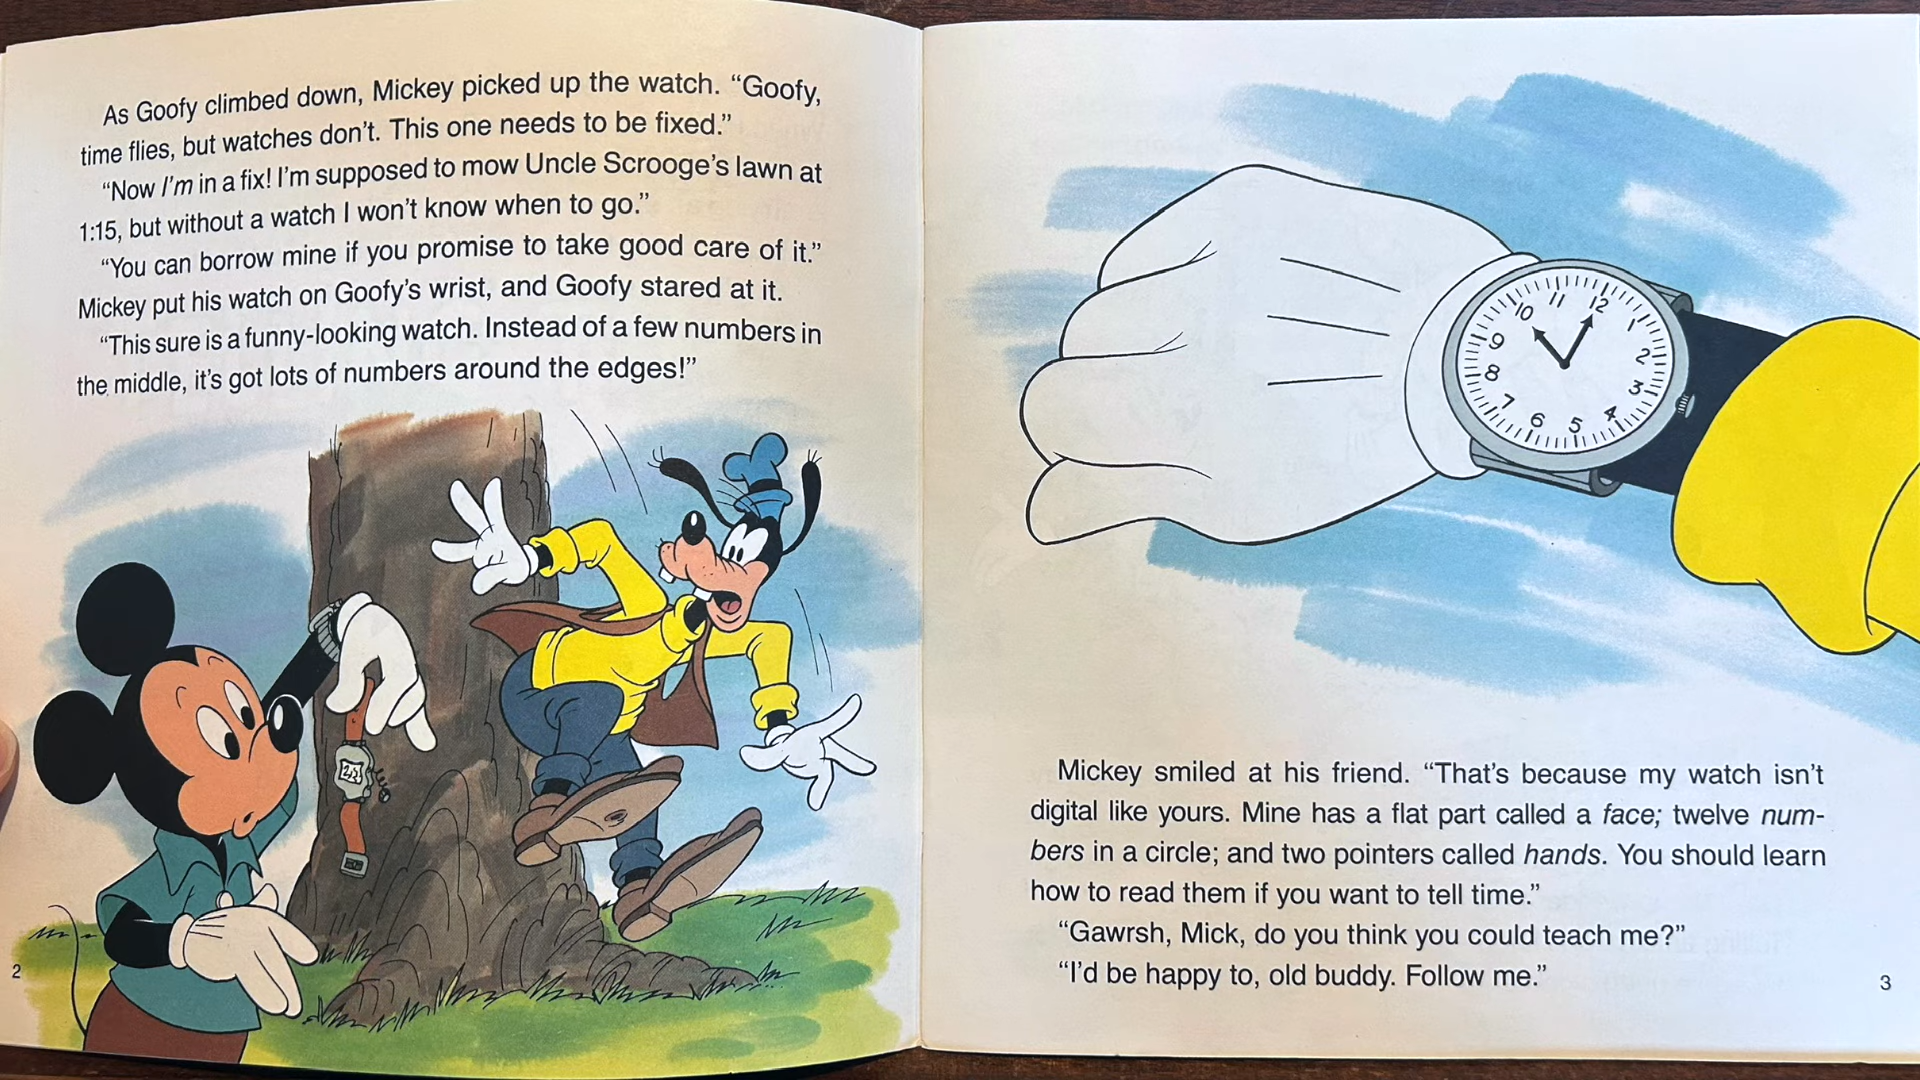 As Goofy climbed down, Mickey picked up the watch. “Goofy,
time flies, but watches don’t. This one needs to be fixed.”
“Now I’m in a fix! I’m supposed to mow Uncle Scrooge’s lawn at
1:15, but without a watch I won’t know when to go.”
“You can borrow mine if you promise to take good care of it.”
Mickey put his watch on Goofy’s wrist, and Goofy stared at it.
“This sure is a funny-looking watch. Instead of a few numbers in
the middle, it’s got lots of numbers around the edges!”
2
12
1
2
3
4
5
6
7
8
9
10
11
Mickey smiled at his friend. “That’s because my watch isn’t
digital like yours. Mine has a flat part called a face; twelve num-
bers in a circle; and two pointers called hands. You should learn
how to read them if you want to tell time.”
“Gawrsh, Mick, do you think you could teach me?”
“I’d be happy to, old buddy. Follow me.”
3